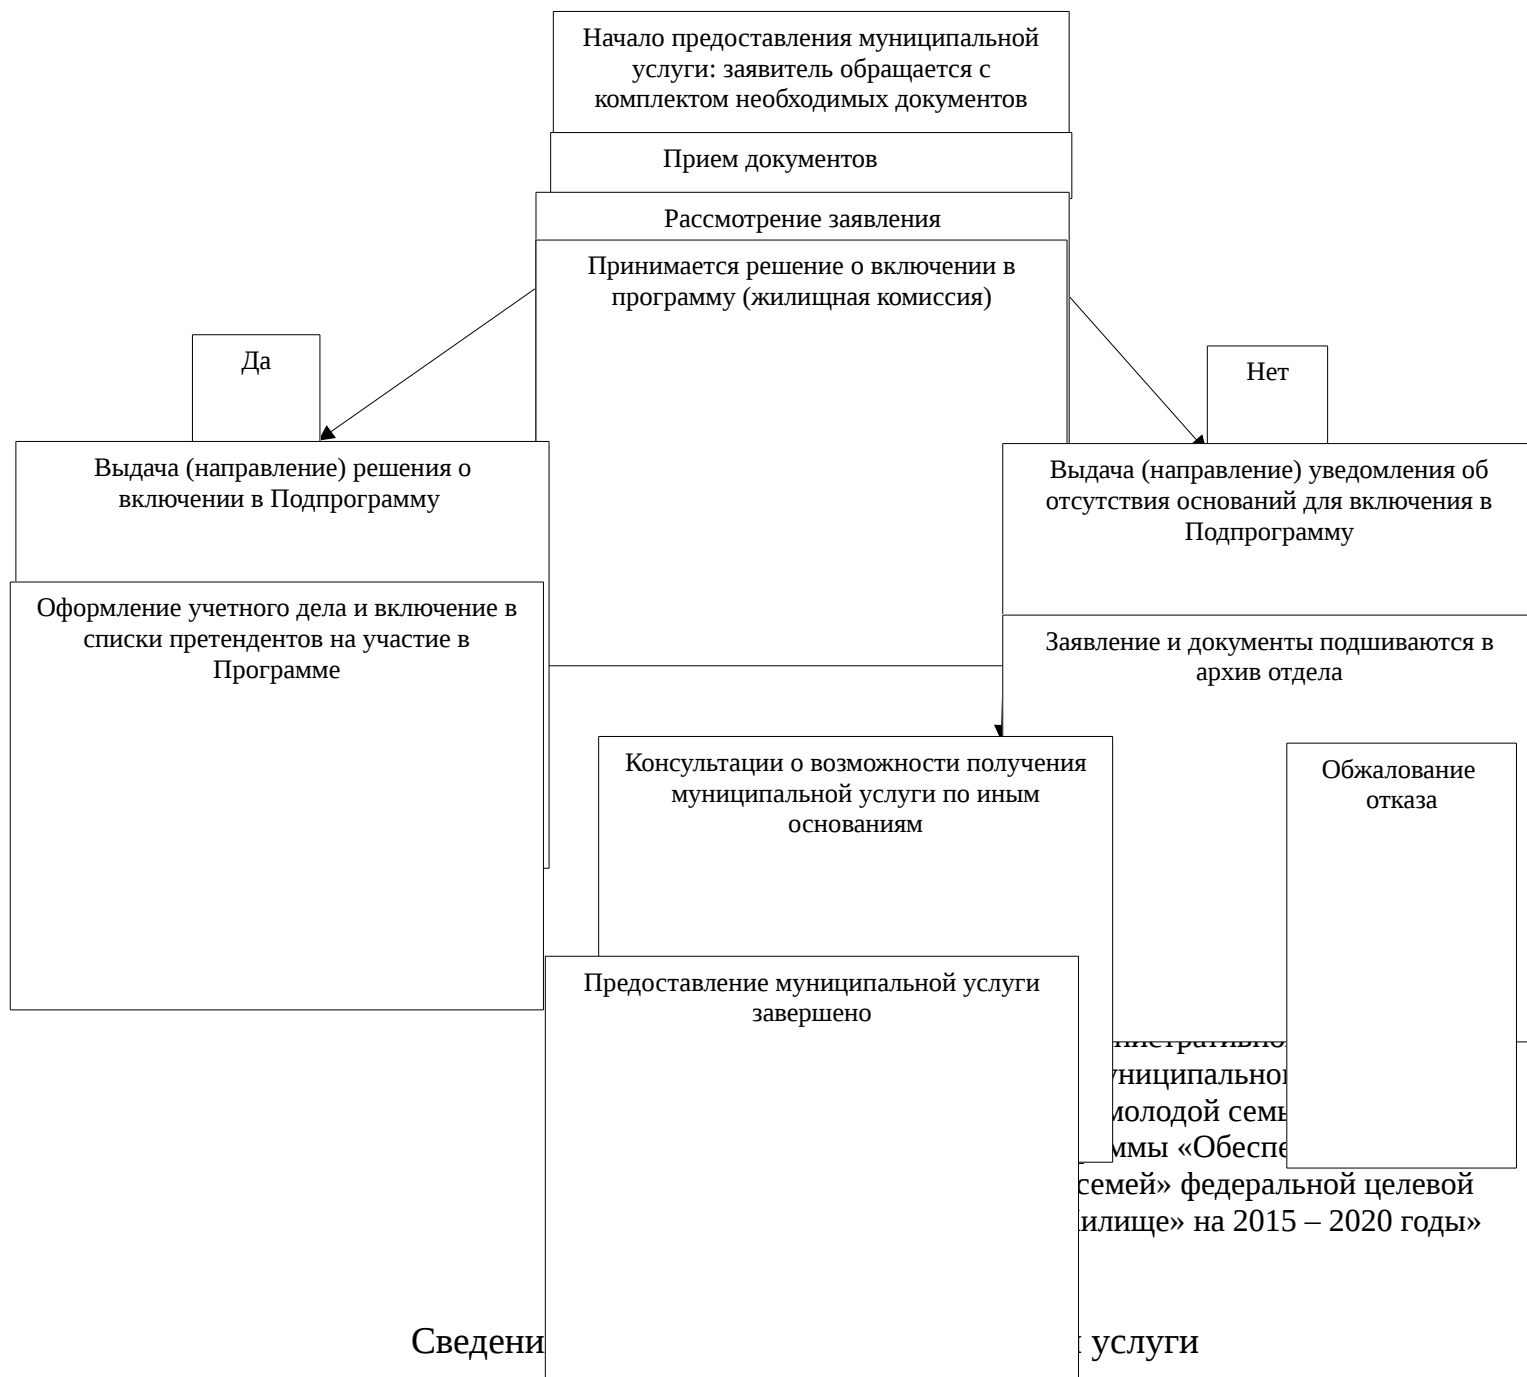 Начало предоставления муниципальной
услуги: заявитель обращается с
комплектом необходимых документов
Прием документов
Рассмотрение заявления
Принимается решение о включении в
программу (жилищная комиссия)
Да
Нет
Выдача (направление) решения о
включении в Подпрограмму
Выдача (направление) уведомления об
отсутствия оснований для включения в
Подпрограмму
Оформление учетного дела и включение в
списки претендентов на участие в
Программе
Заявление и документы подшиваются в
архив отдела
Консультации о возможности получения
муниципальной услуги по иным
основаниям
Обжалование
отказа
Предоставление муниципальной услуги
завершено
молодой
семей» федеральной целевой
на 2015 – 2020 годы»
услуги